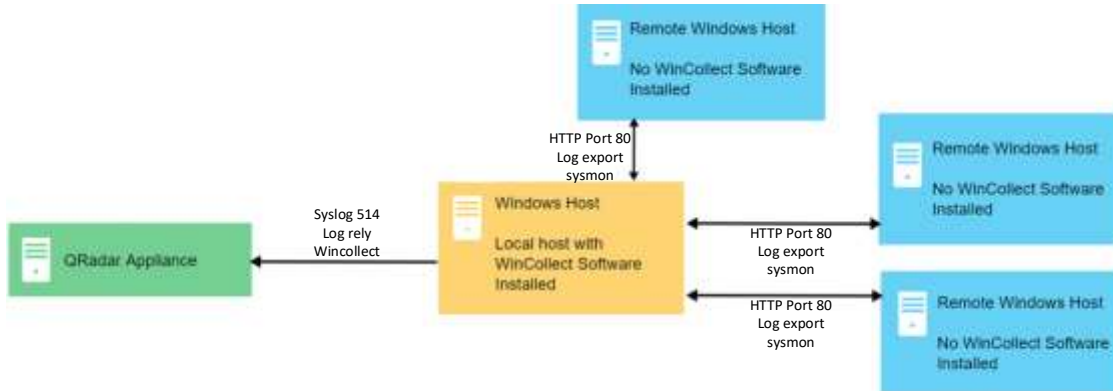 Remote Windows Host
No WinCollect Software
Installed
HTTP Port 80
Log export
sysmon
Remote Windows Host
No WinCollect Software
Installed
Windows Host
Local host with
WinCollect Software
Installed
Syslog 514
Log rely
Wincollect
QRadar Appliance
HTTP Port 80
Log export
sysmon
HTTP Port 80
Log export
sysmon
Remote Windows Host
No WinCollect Software
Installed